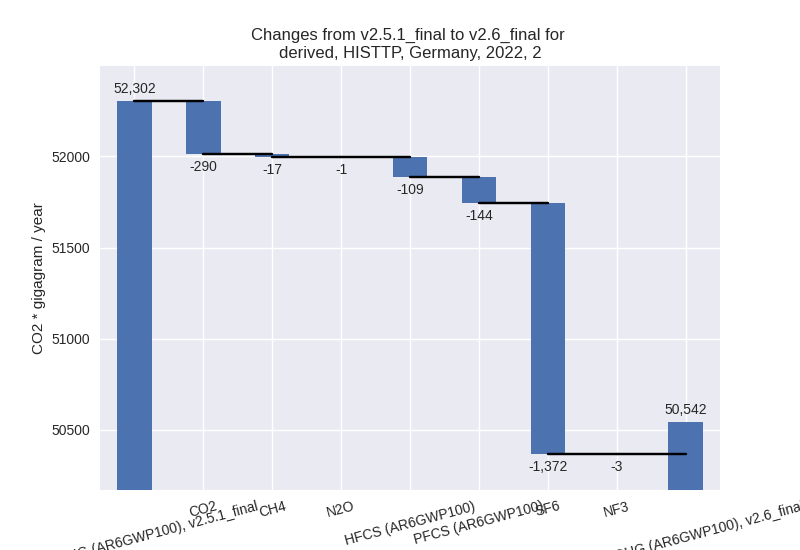 Changes from v2.5.1_final to v2.6_final for
derived, HISTTP, Germany, 2022, 2
CO2 * gigagram / year
52000
51500
51000
50500
52,302
-290
-17
-1
-109
-144
-1,372
-3
50,542
(AR6GWP100), v2.5.1_final
CO2
CH4
N2O
HFCS (AR6GWP100)
PFCS (AR6GWP100)
SF6
NF3
(AR6GWP100), v2.6_final